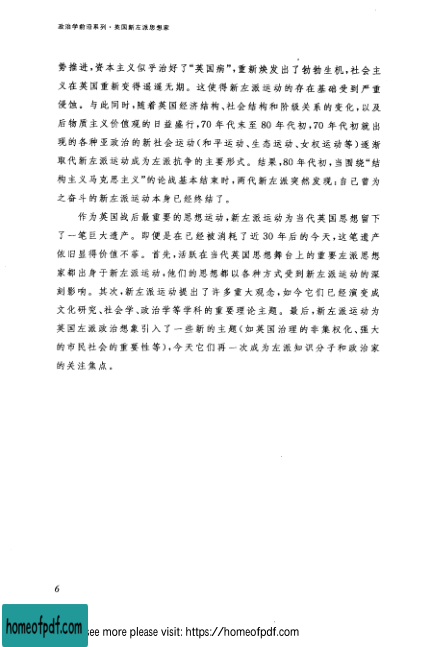 政治学前沿系列·英国新左派思想家
势推进,资本主义似乎治好了“英国病”,重新焕发出了勃勃生机,社会主
义在英国重新变得遥遥无期。这使得新左派运动的存在基础受到严重
侵蚀。与此同时,随着英国经济结构、社会结构和阶级关系的变化,以及
后物质主义价值观的日益盛行,70年代末至80年代初,70年代初就出
现的各种亚政治的新社会运动(和平运动、生态运动、女权运动等)逐渐
取代新左派运动成为左派抗争的主要形式。结果,80年代初,当围绕“结
构主义马克思主义”的论战基本结束时,两代新左派突然发现:自己曾为
之奋斗的新左派运动本身已经终结了。
作为英国战后最重要的思想运动,新左派运动为当代英国思想留下
了一笔巨大遗产。即便是在已经被消耗了近30年后的今天,这笔遗产
依旧显得价值不菲。首先,活跃在当代英国思想舞台上的重要左派思想
家都出身于新左派运动,他们的思想都以各种方式受到新左派运动的深
刻影响。其次,新左派运动提出了许多重大观念,如今它们已经演变成
文化研究、社会学、政治学等学科的重要理论主题。最后,新左派运动为
英国左派政治想象引入了一些新的主题(如英国治理的非集权化、强大
的市民社会的重要性等),今天它们再一次成为左派知识分子和政治家
的关注焦点。
6
homeofpdf.com
see more please visit: https://homeofpdf.com